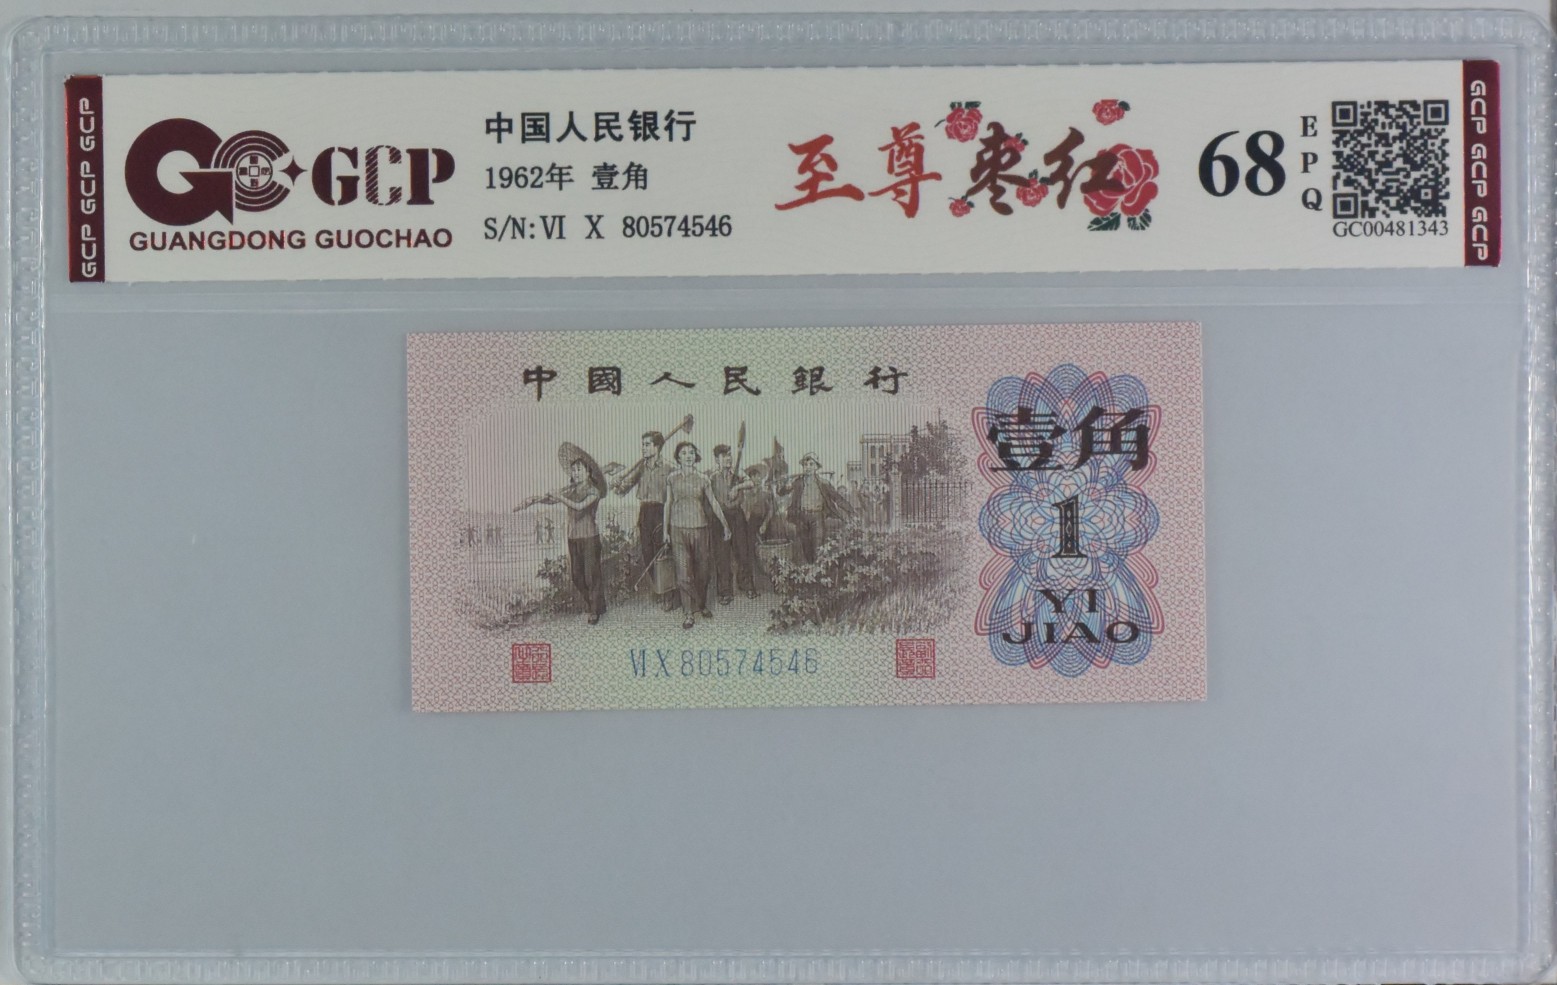 GCP GCP GCP
GCP
GUANGDONG GUOCHAO
中国人民银行
1962年 壹角
S/N:VI X 80574546
至尊枣红
68
EPQ
GC00481343
GCP GCP GCP
中國人民銀行
壹角
1
YI
JIAO
VI X 80574546